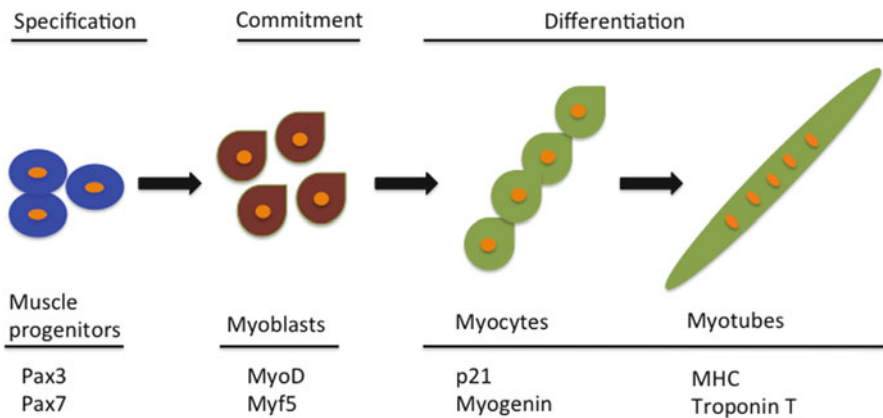 Specification Commitment Differentiation
Muscle
progenitors Myoblasts Myocytes Myotubes
Pax3 MyoD p21 MHC
Pax7 Myf5 Myogenin Troponin T